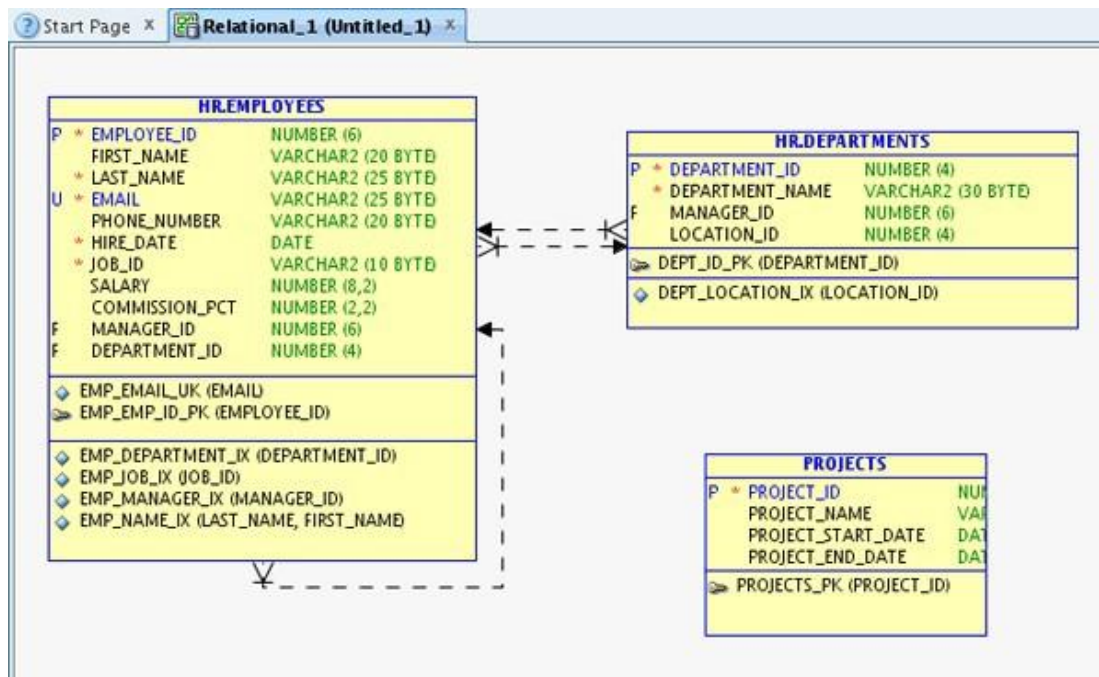 Start Page x Relational_1 (Untitled_1) x
HR.EMPLOYEES
P * EMPLOYEE_ID NUMBER (6)
FIRST_NAME VARCHAR2 (20 BYTE)
* LAST_NAME VARCHAR2 (25 BYTE)
U * EMAIL VARCHAR2 (25 BYTE)
PHONE_NUMBER VARCHAR2 (20 BYTE)
* HIRE_DATE DATE
* JOB_ID VARCHAR2 (10 BYTE)
SALARY NUMBER (8,2)
COMMISSION_PCT NUMBER (2,2)
F MANAGER_ID NUMBER (6)
F DEPARTMENT_ID NUMBER (4)
EMP_EMAIL_UK (EMAIL)
EMP_EMP_ID_PK (EMPLOYEE_ID)
EMP_DEPARTMENT_IX (DEPARTMENT_ID)
EMP_JOB_IX (JOB_ID)
EMP_MANAGER_IX (MANAGER_ID)
EMP_NAME_IX (LAST_NAME, FIRST_NAME)
HR.DEPARTMENTS
P * DEPARTMENT_ID NUMBER (4)
* DEPARTMENT_NAME VARCHAR2 (30 BYTE)
F MANAGER_ID NUMBER (6)
LOCATION_ID NUMBER (4)
DEPT_ID_PK (DEPARTMENT_ID)
DEPT_LOCATION_IX (LOCATION_ID)
PROJECTS
P * PROJECT_ID
PROJECT_NAME
PROJECT_START_DATE
PROJECT_END_DATE
PROJECTS_PK (PROJECT_ID)